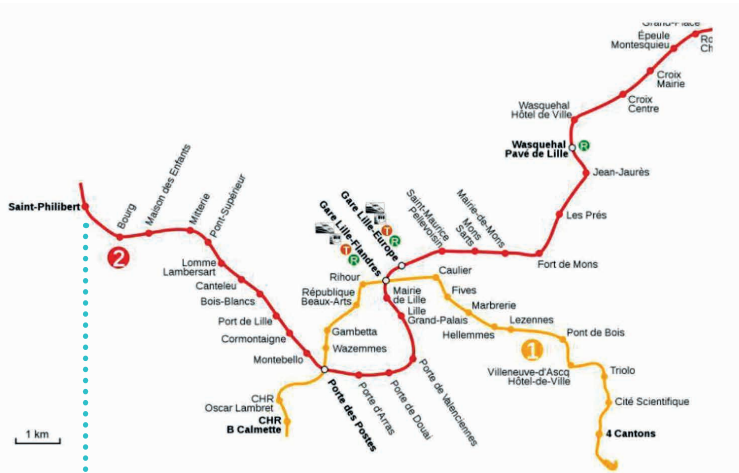 Grand-Place
Épeule
Montesquieu
Ro
Ch
Croix
Mairie
Croix
Centre
Wasquehal
Hôtel de Ville
Wasquehal
Pavé de Lille
R
Jean-Jaurès
Les Prés
Fort de Mons
Mairie-de-Mons
Mons
Sarts
Saint-Maurice
Pellevoisin
Gare Lille-Europe
T
R
Gare Lille-Flandres
T
R
Saint-Philibert
Bourg
2
Maison des Enfants
Mitterie
Pont-Supérieur
Lomme
Lambersart
Canteleu
Bois-Blancs
Port de Lille
Cormontaigne
Montebello
Rihour
République
Beaux-Arts
Gambetta
Wazemmes
Mairie
de Lille
Lille
Grand-Palais
Caulier
Fives
Marbrerie
Hellemmes
Lezennes
1
Pont de Bois
Villeneuve-d'Ascq
Hôtel-de-Ville
Triolo
Cité Scientifique
4 Cantons
CHR
Oscar Lambret
CHR
B Calmette
Porte des Postes
Porte d'Arras
Porte de Douai
Porte de Valenciennes
1 km